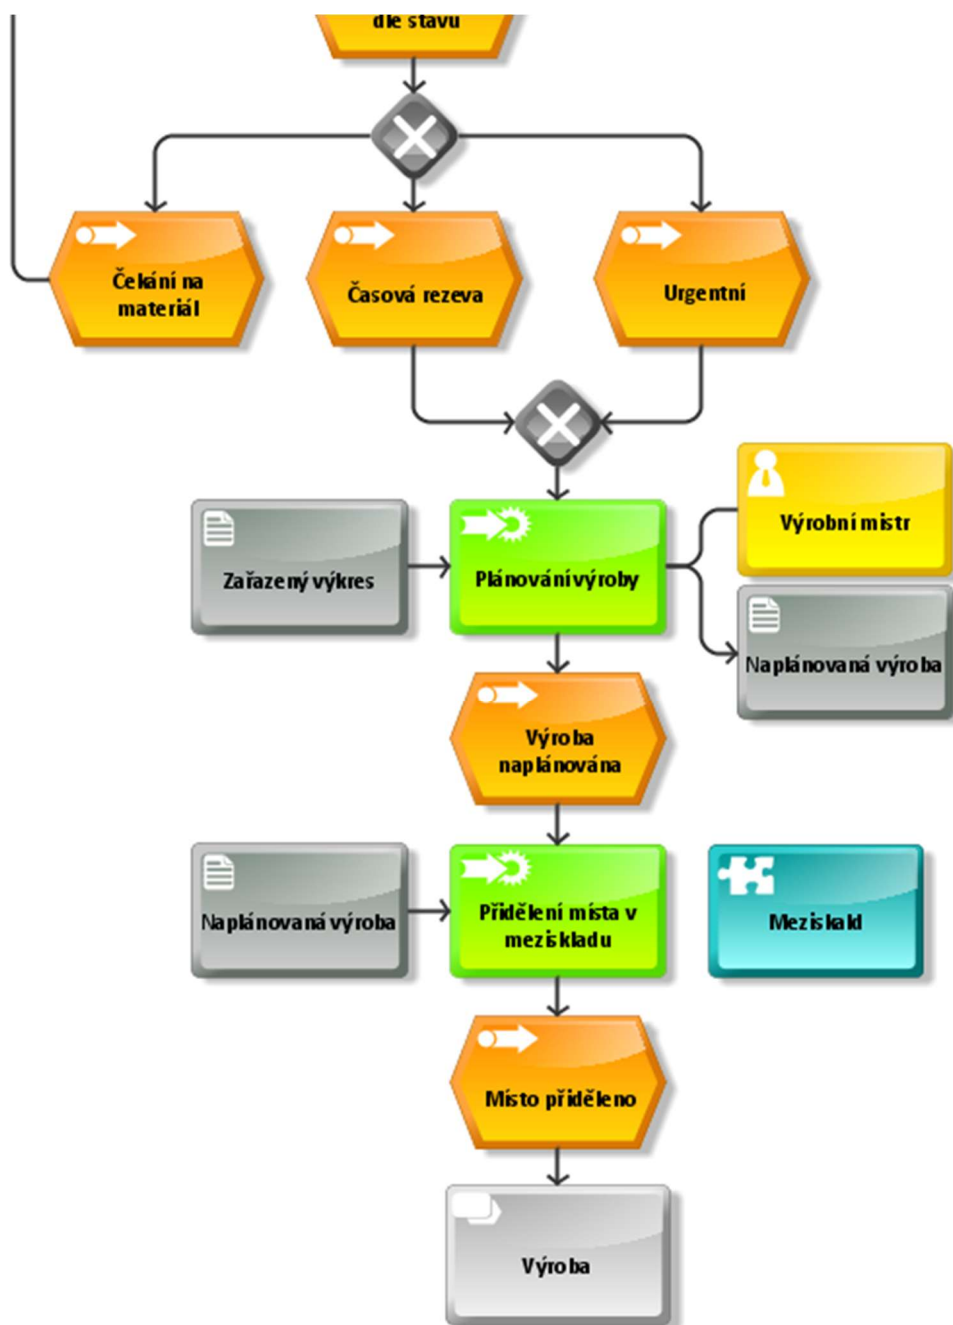 dle stavu
Čekání na
materiál
Časová rezeva
Urgentní
Výrobní mistr
Zařazený výkres
Plánování výroby
Naplánovaná výroba
Výroba
naplánována
Naplánovaná výroba
Přidělení místa v
meziskladu
Meziskald
Místo přiděleno
Výroba